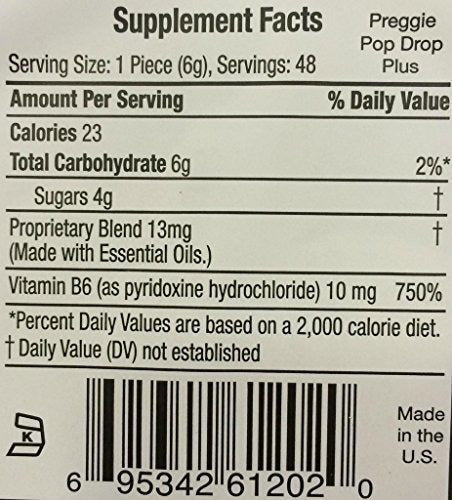 Supplement Facts
Preggie
Pop Drop
Plus
Serving Size: 1 Piece (6g), Servings: 48
Amount Per Serving % Daily Value
Calories 23
Total Carbohydrate 6g 2%*
Sugars 4g †
Proprietary Blend 13mg †
(Made with Essential Oils.)
Vitamin B6 (as pyridoxine hydrochloride) 10 mg 750%
*Percent Daily Values are based on a 2,000 calorie diet.
† Daily Value (DV) not established
K
Made
in the
U.S.
6 95342 61202 0